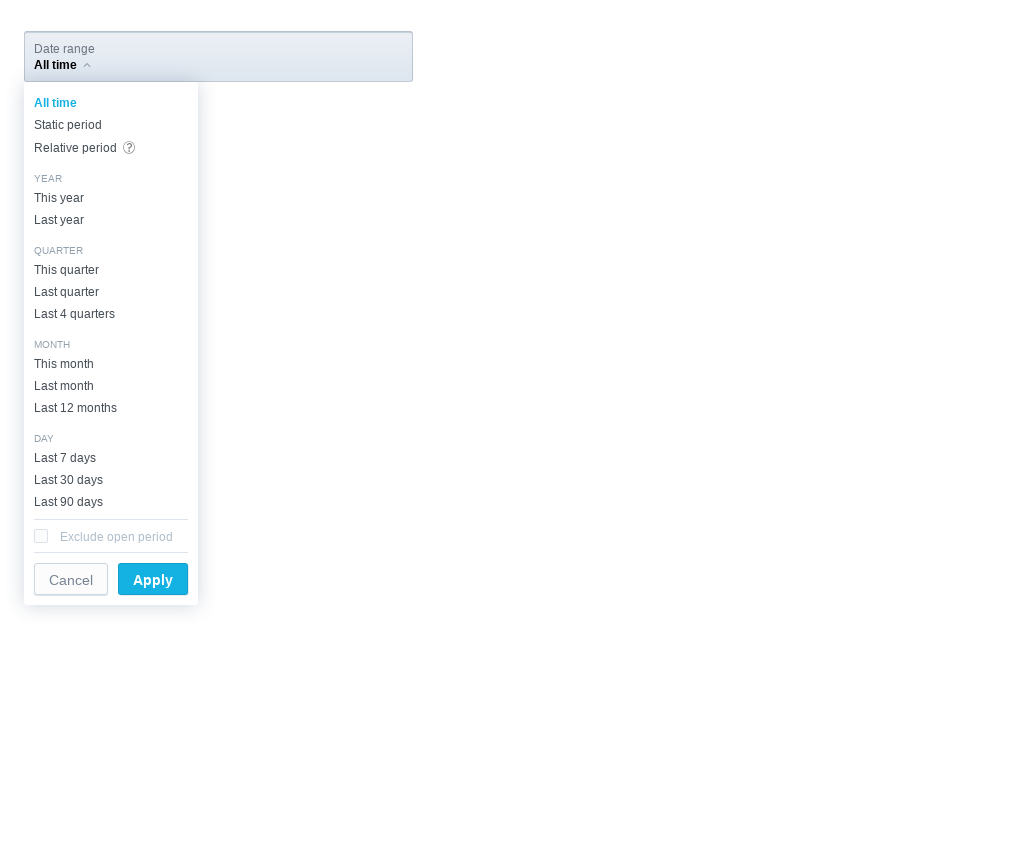 Date range
All time
All time
Static period
Relative period ?
YEAR
This year
Last year
QUARTER
This quarter
Last quarter
Last 4 quarters
MONTH
This month
Last month
Last 12 months
DAY
Last 7 days
Last 30 days
Last 90 days
Exclude open period
Cancel Apply